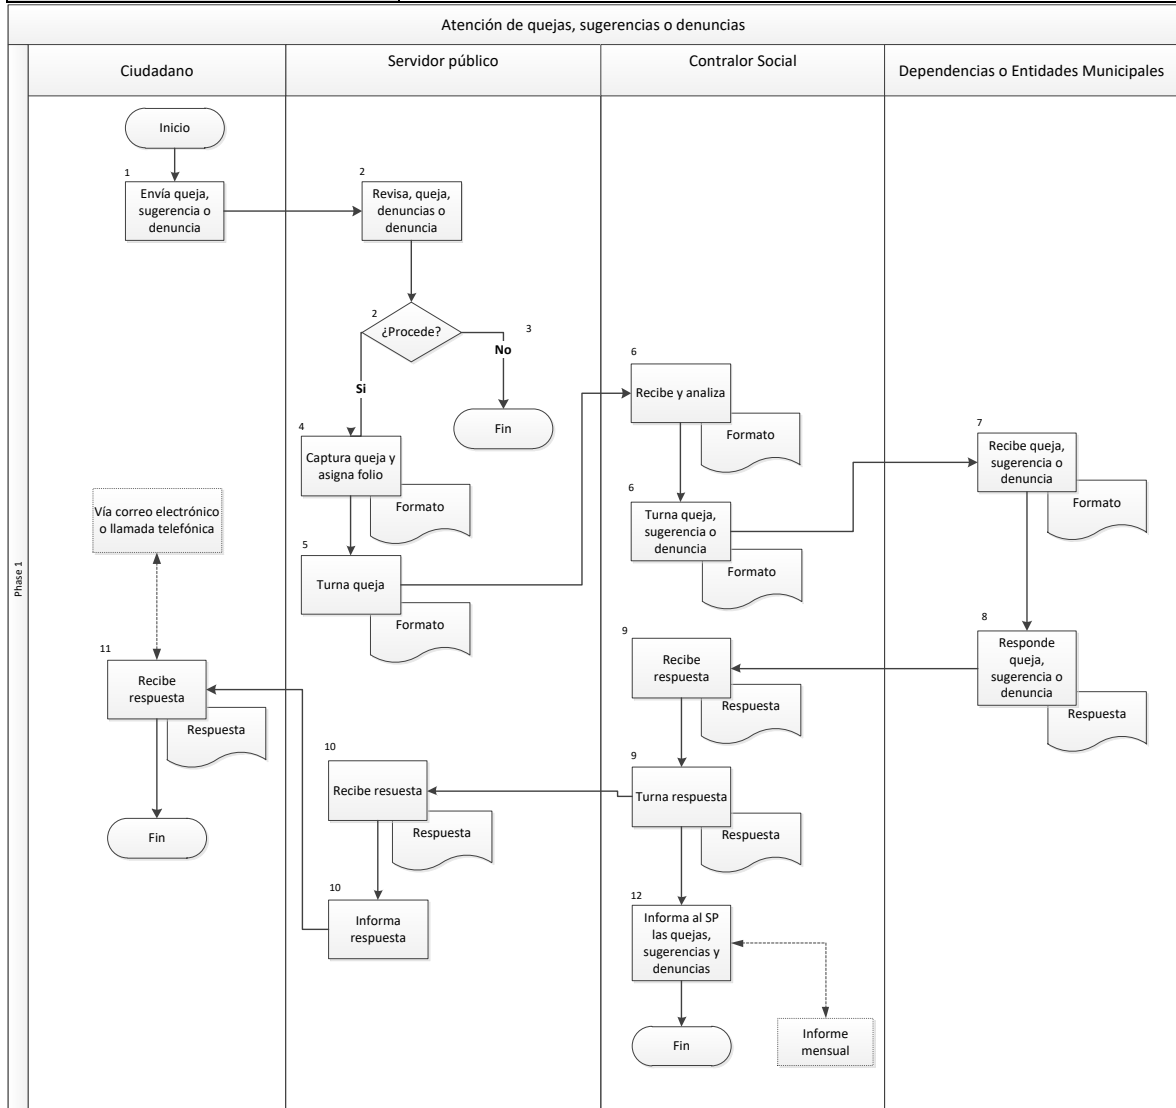 Atención de quejas, sugerencias o denuncias
Phase 1
Ciudadano
Servidor público
Contralor Social
Dependencias o Entidades Municipales
Inicio
1
Envía queja,
sugerencia o
denuncia
2
Revisa, queja,
denuncias o
denuncia
2
¿Procede?
3
No
Si
Fin
4
Captura queja y
asigna folio
Formato
5
Turna queja
Formato
6
Recibe y analiza
Formato
6
Turna queja,
sugerencia o
denuncia
Formato
7
Recibe queja,
sugerencia o
denuncia
Formato
8
Responde
queja,
sugerencia o
denuncia
Respuesta
9
Recibe
respuesta
Respuesta
9
Turna respuesta
Respuesta
10
Recibe resuesta
Respuesta
10
Informa
respuesta
Vía correo electrónico
o llamada telefónica
11
Recibe
respuesta
Respuesta
Fin
12
Informa al SP
las quejas,
sugerencias y
denuncias
Informe
mensual
Fin